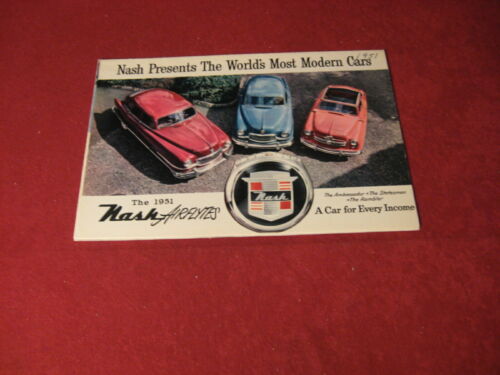 1951
Nash Presents The World's Most Modern Cars
The 1951
Nash AIRFLYTES
Nash
The Ambassador • The Statesman
• The Rambler
A Car for Every Income